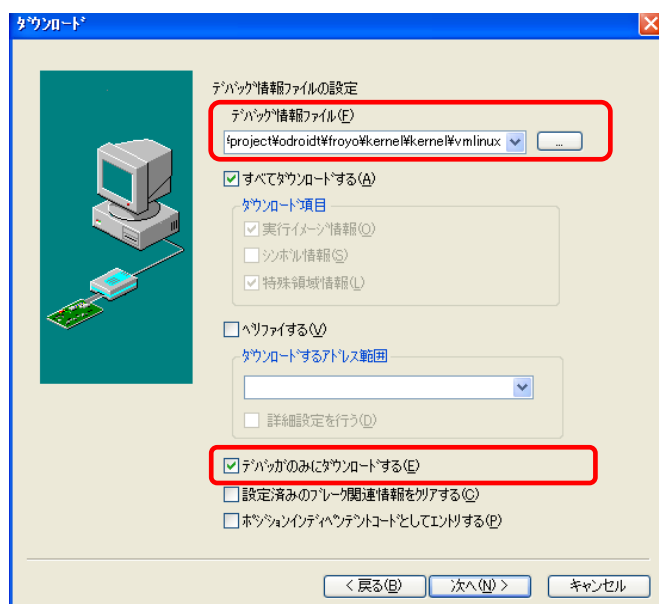 ダウンロード
デバッグ情報ファイルの設定
デバッグ情報ファイル(F)
project¥odroidt¥froyo¥kernel¥kernel¥vmlinux
...
すべてダウンロードする(A)
ダウンロード項目
実行イメージ情報(O)
シンボル情報(S)
特殊領域情報(L)
ベリファイする(V)
ダウンロードするアドレス範囲
詳細設定を行う(D)
デバッガのみにダウンロードする(E)
設定済みのブレーク関連情報をクリアする(C)
ポジションインディペンデントコードとしてエントリする(P)
< 戻る(B)
次へ(N) >
キャンセル